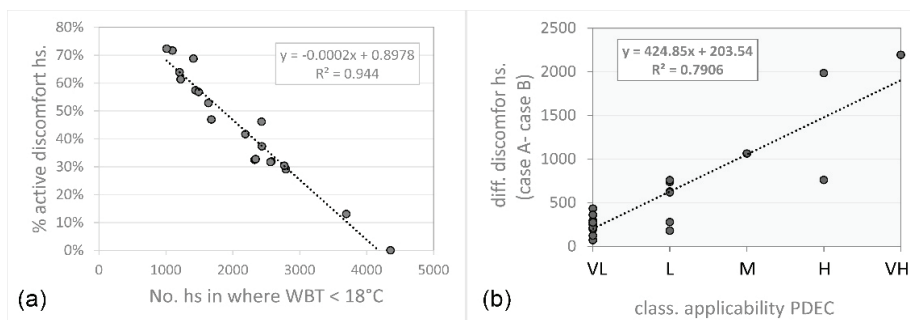 % active discomfort hs.
80%
70%
60%
50%
40%
30%
20%
10%
0%
y = -0.0002x + 0.8978
R² = 0.944
0 1000 2000 3000 4000 5000
No. hs in where WBT < 18°C
(a)
diff. discomfor hs.
(case A- case B)
2500
2000
1500
1000
500
0
y = 424.85x + 203.54
R² = 0.7906
VL L M H VH
class. applicability PDEC
(b)